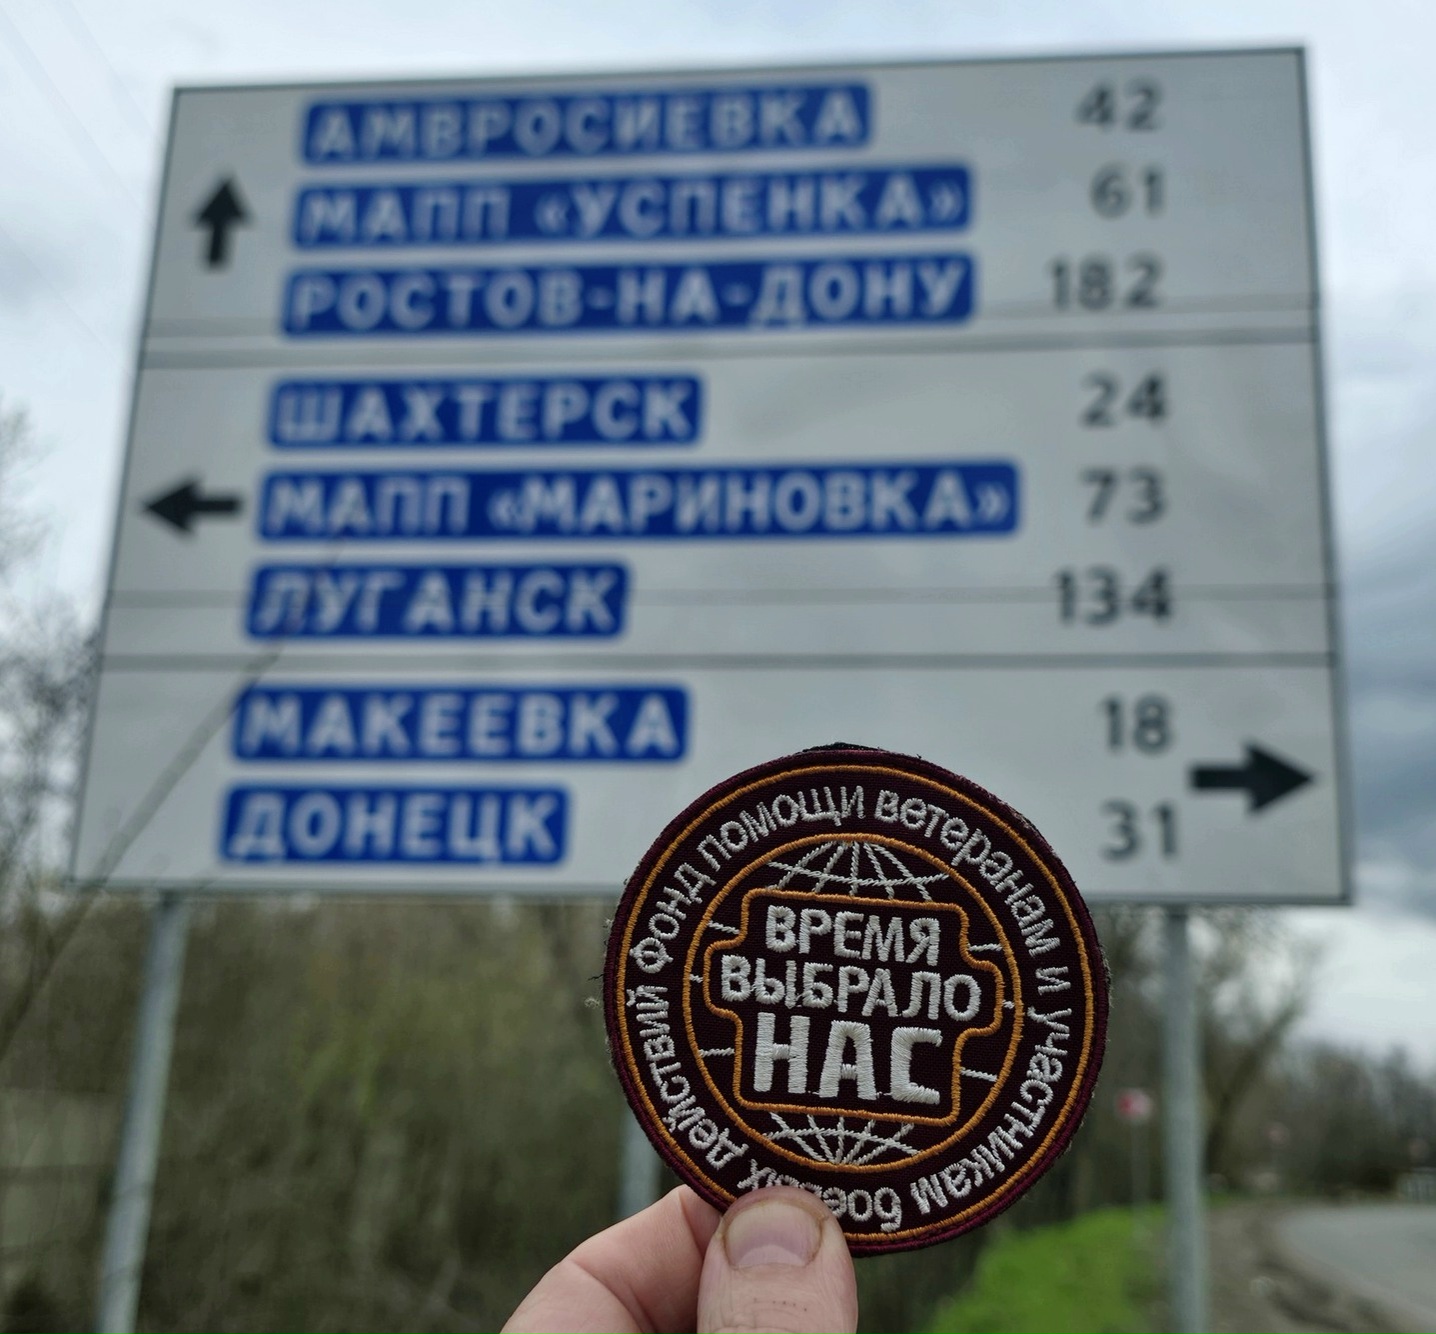 АМВРОСИЕВКА 42
МАПП «УСПЕНКА» 61
РОСТОВ-НА-ДОНУ 182
ШАХТЕРСК 24
МАПП «МАРИНОВКА» 73
ЛУГАНСК 134
МАКЕЕВКА 18
ДОНЕЦК 31
Фонд помощи ветеранам и участникам боевых действий
ВРЕМЯ
ВЫБРАЛО
НАС